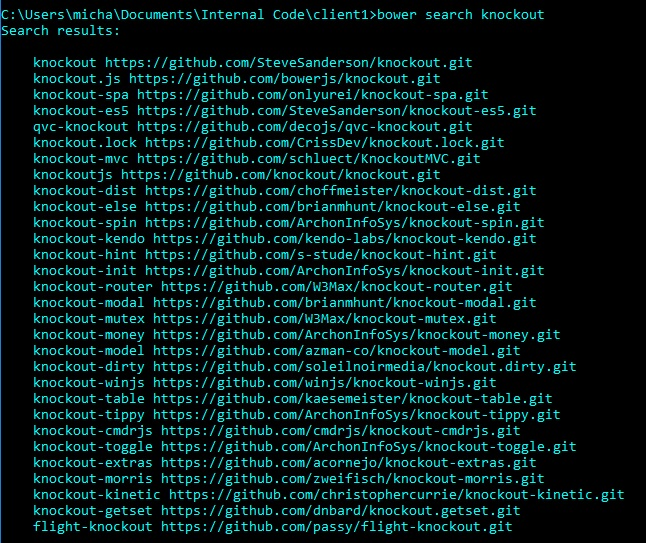 C:\Users\micha\Documents\Internal Code\client1>bower search knockout
Search results:
knockout https://github.com/SteveSanderson/knockout.git
knockout.js https://github.com/bowerjs/knockout.git
knockout-spa https://github.com/onlyurei/knockout-spa.git
knockout-es5 https://github.com/SteveSanderson/knockout-es5.git
qvc-knockout https://github.com/decojs/qvc-knockout.git
knockout.lock https://github.com/CrissDev/knockout.lock.git
knockout-mvc https://github.com/schluect/KnockoutMVC.git
knockoutjs https://github.com/knockout/knockout.git
knockout-dist https://github.com/choffmeister/knockout-dist.git
knockout-else https://github.com/brianmhunt/knockout-else.git
knockout-spin https://github.com/ArchonInfoSys/knockout-spin.git
knockout-kendo https://github.com/kendo-labs/knockout-kendo.git
knockout-hint https://github.com/s-stude/knockout-hint.git
knockout-init https://github.com/ArchonInfoSys/knockout-init.git
knockout-router https://github.com/W3Max/knockout-router.git
knockout-modal https://github.com/brianmhunt/knockout-modal.git
knockout-mutex https://github.com/W3Max/knockout-mutex.git
knockout-money https://github.com/ArchonInfoSys/knockout-money.git
knockout-model https://github.com/azman-co/knockout-model.git
knockout-dirty https://github.com/soleilnoirmedia/knockout.dirty.git
knockout-winjs https://github.com/winjs/knockout-winjs.git
knockout-table https://github.com/kaesemeister/knockout-table.git
knockout-tippy https://github.com/ArchonInfoSys/knockout-tippy.git
knockout-cmdrjs https://github.com/cmdrjs/knockout-cmdrjs.git
knockout-toggle https://github.com/ArchonInfoSys/knockout-toggle.git
knockout-extras https://github.com/acornejo/knockout-extras.git
knockout-morris https://github.com/zweifisch/knockout-morris.git
knockout-kinetic https://github.com/christophercurrie/knockout-kinetic.git
knockout-getset https://github.com/dnbard/knockout.getset.git
flight-knockout https://github.com/passy/flight-knockout.git